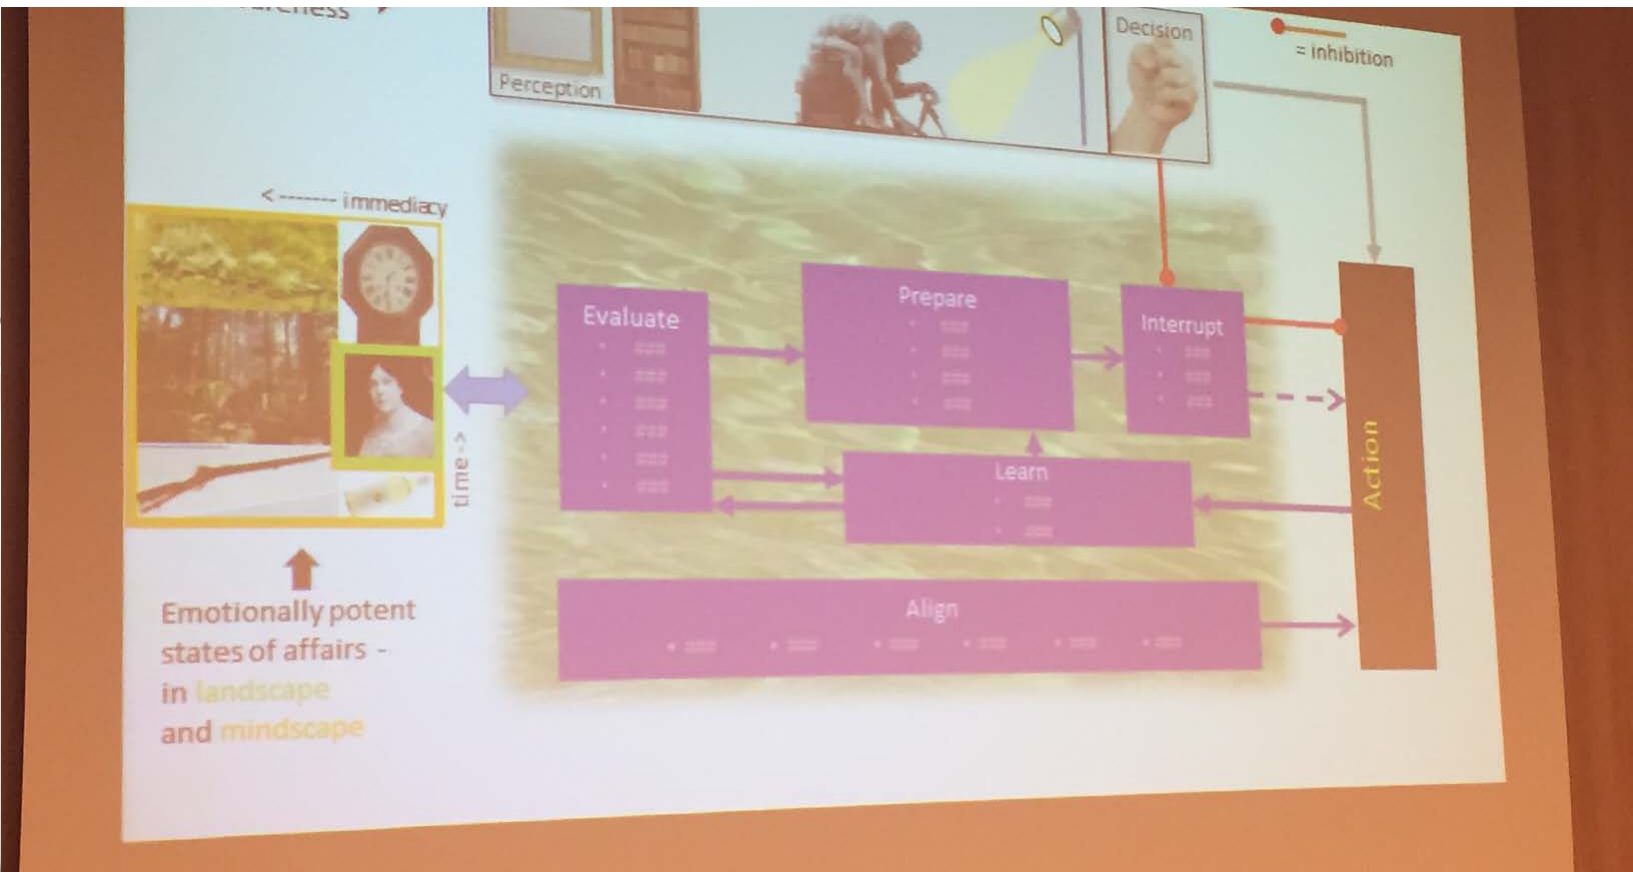 Decision
= inhibition
Perception
< ------- immediacy
Evaluate
Prepare
Interrupt
time ->
Learn
Action
Align
Emotionally potent
states of affairs -
in landscape
and mindscape